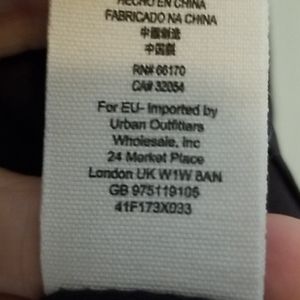 HECHO EN CHINA
FABRICADO NA CHINA
中國製造
中国製
RN# 66170
CA# 32054
For EU- Imported by
Urban Outfitters
Wholesale, Inc
24 Market Place
London UK W1W 8AN
GB 975119105
41F173X033